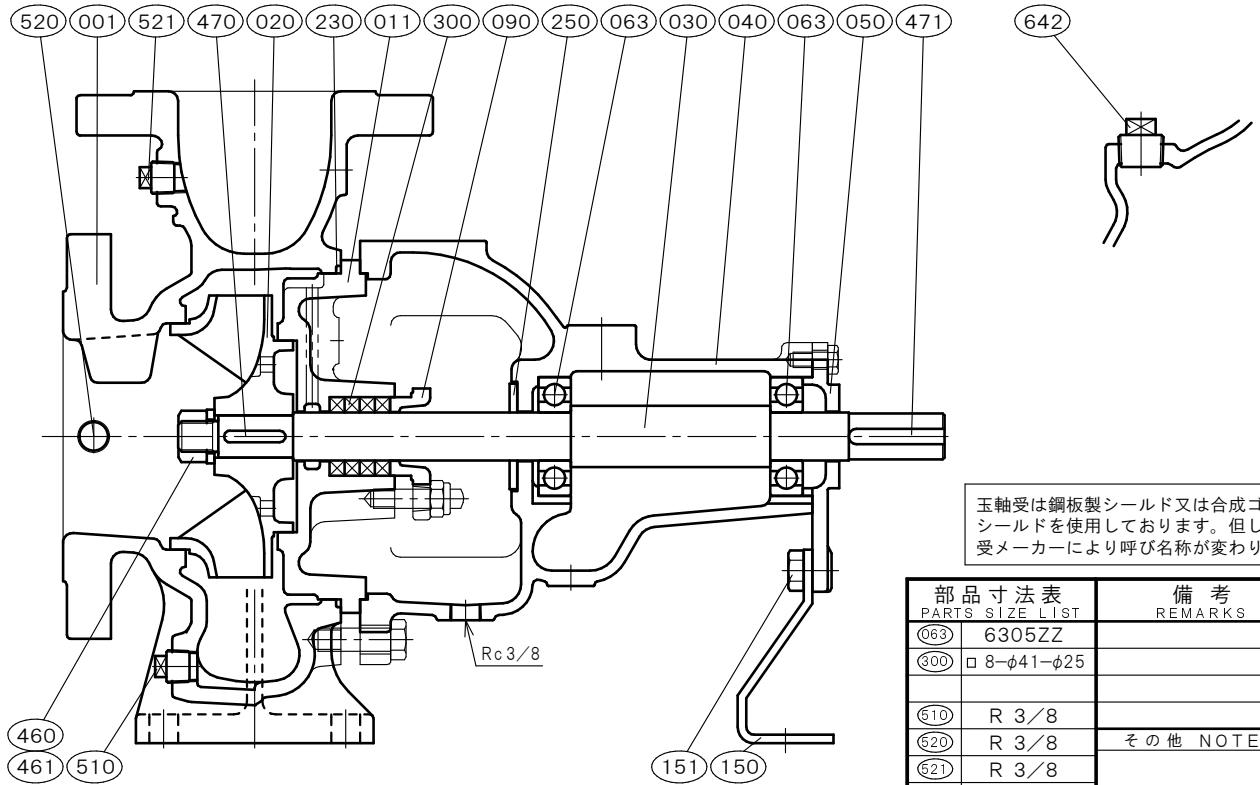 520 001 521 470 020 230 011 300 090 250 063 030 040 063 050 471 642
Rc3/8
460
461 510 151 150
玉軸受は鋼板製シールド又は合成ゴ
シールドを使用しております。但し
受メーカーにより呼び名称が変わり
部品寸法表 備考
PARTS SIZE LIST REMARKS
063 6305ZZ
300 □ 8-φ41-φ25
510 R 3/8
520 R 3/8 その他 NOTE
521 R 3/8